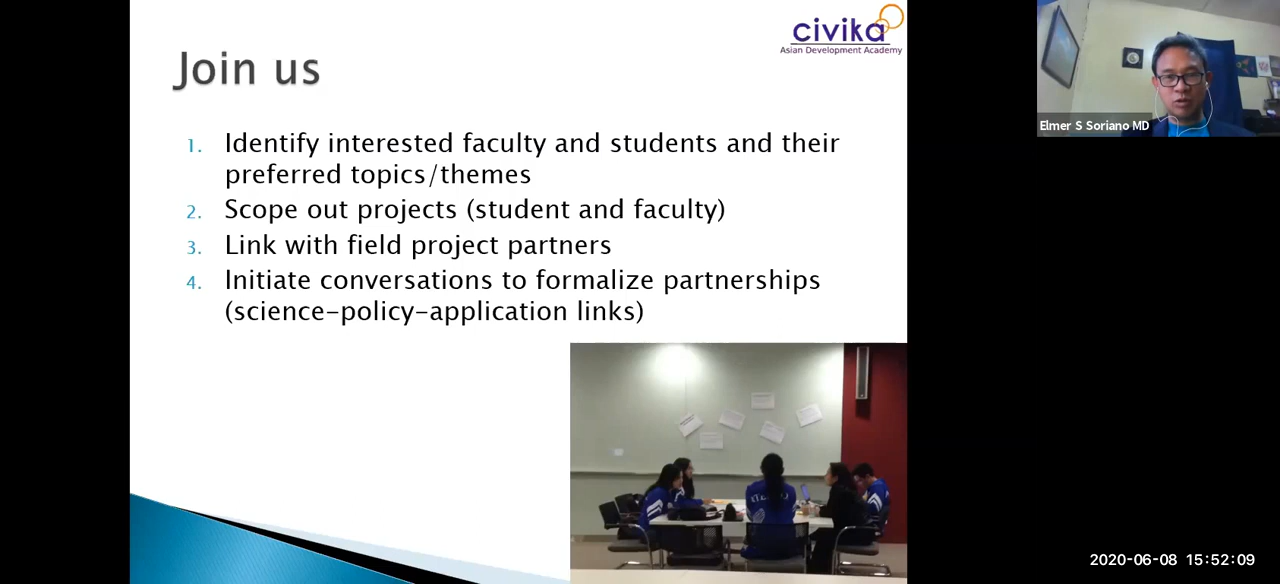 civika
Asian Development Academy
Join us
1. Identify interested faculty and students and their
preferred topics/themes
2. Scope out projects (student and faculty)
3. Link with field project partners
4. Initiate conversations to formalize partnerships
(science-policy-application links)
Elmer S Soriano MD
2020-06-08 15:52:09